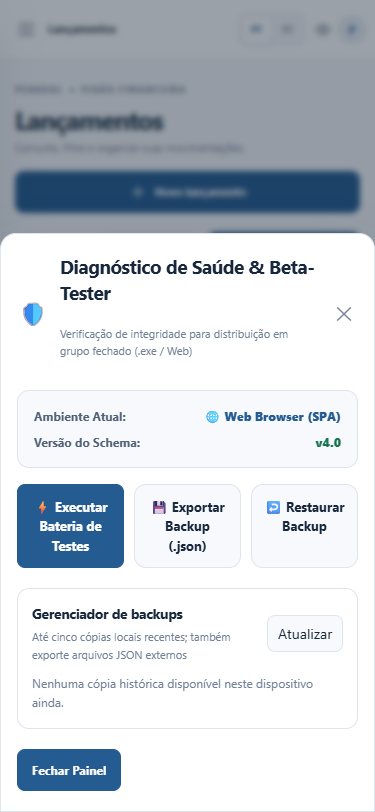 Lançamentos
Lançamentos
Novo lançamento
Diagnóstico de Saúde & Beta-
Tester
Verificação de integridade para distribuição em
grupo fechado (.exe / Web)
Ambiente Atual:
Web Browser (SPA)
Versão do Schema:
v4.0
Executar
Bateria de
Testes
Exportar
Backup
(.json)
Restaurar
Backup
Gerenciador de backups
Até cinco cópias locais recentes; também
exporte arquivos JSON externos
Atualizar
Nenhuma cópia histórica disponível neste dispositivo
ainda.
Fechar Painel